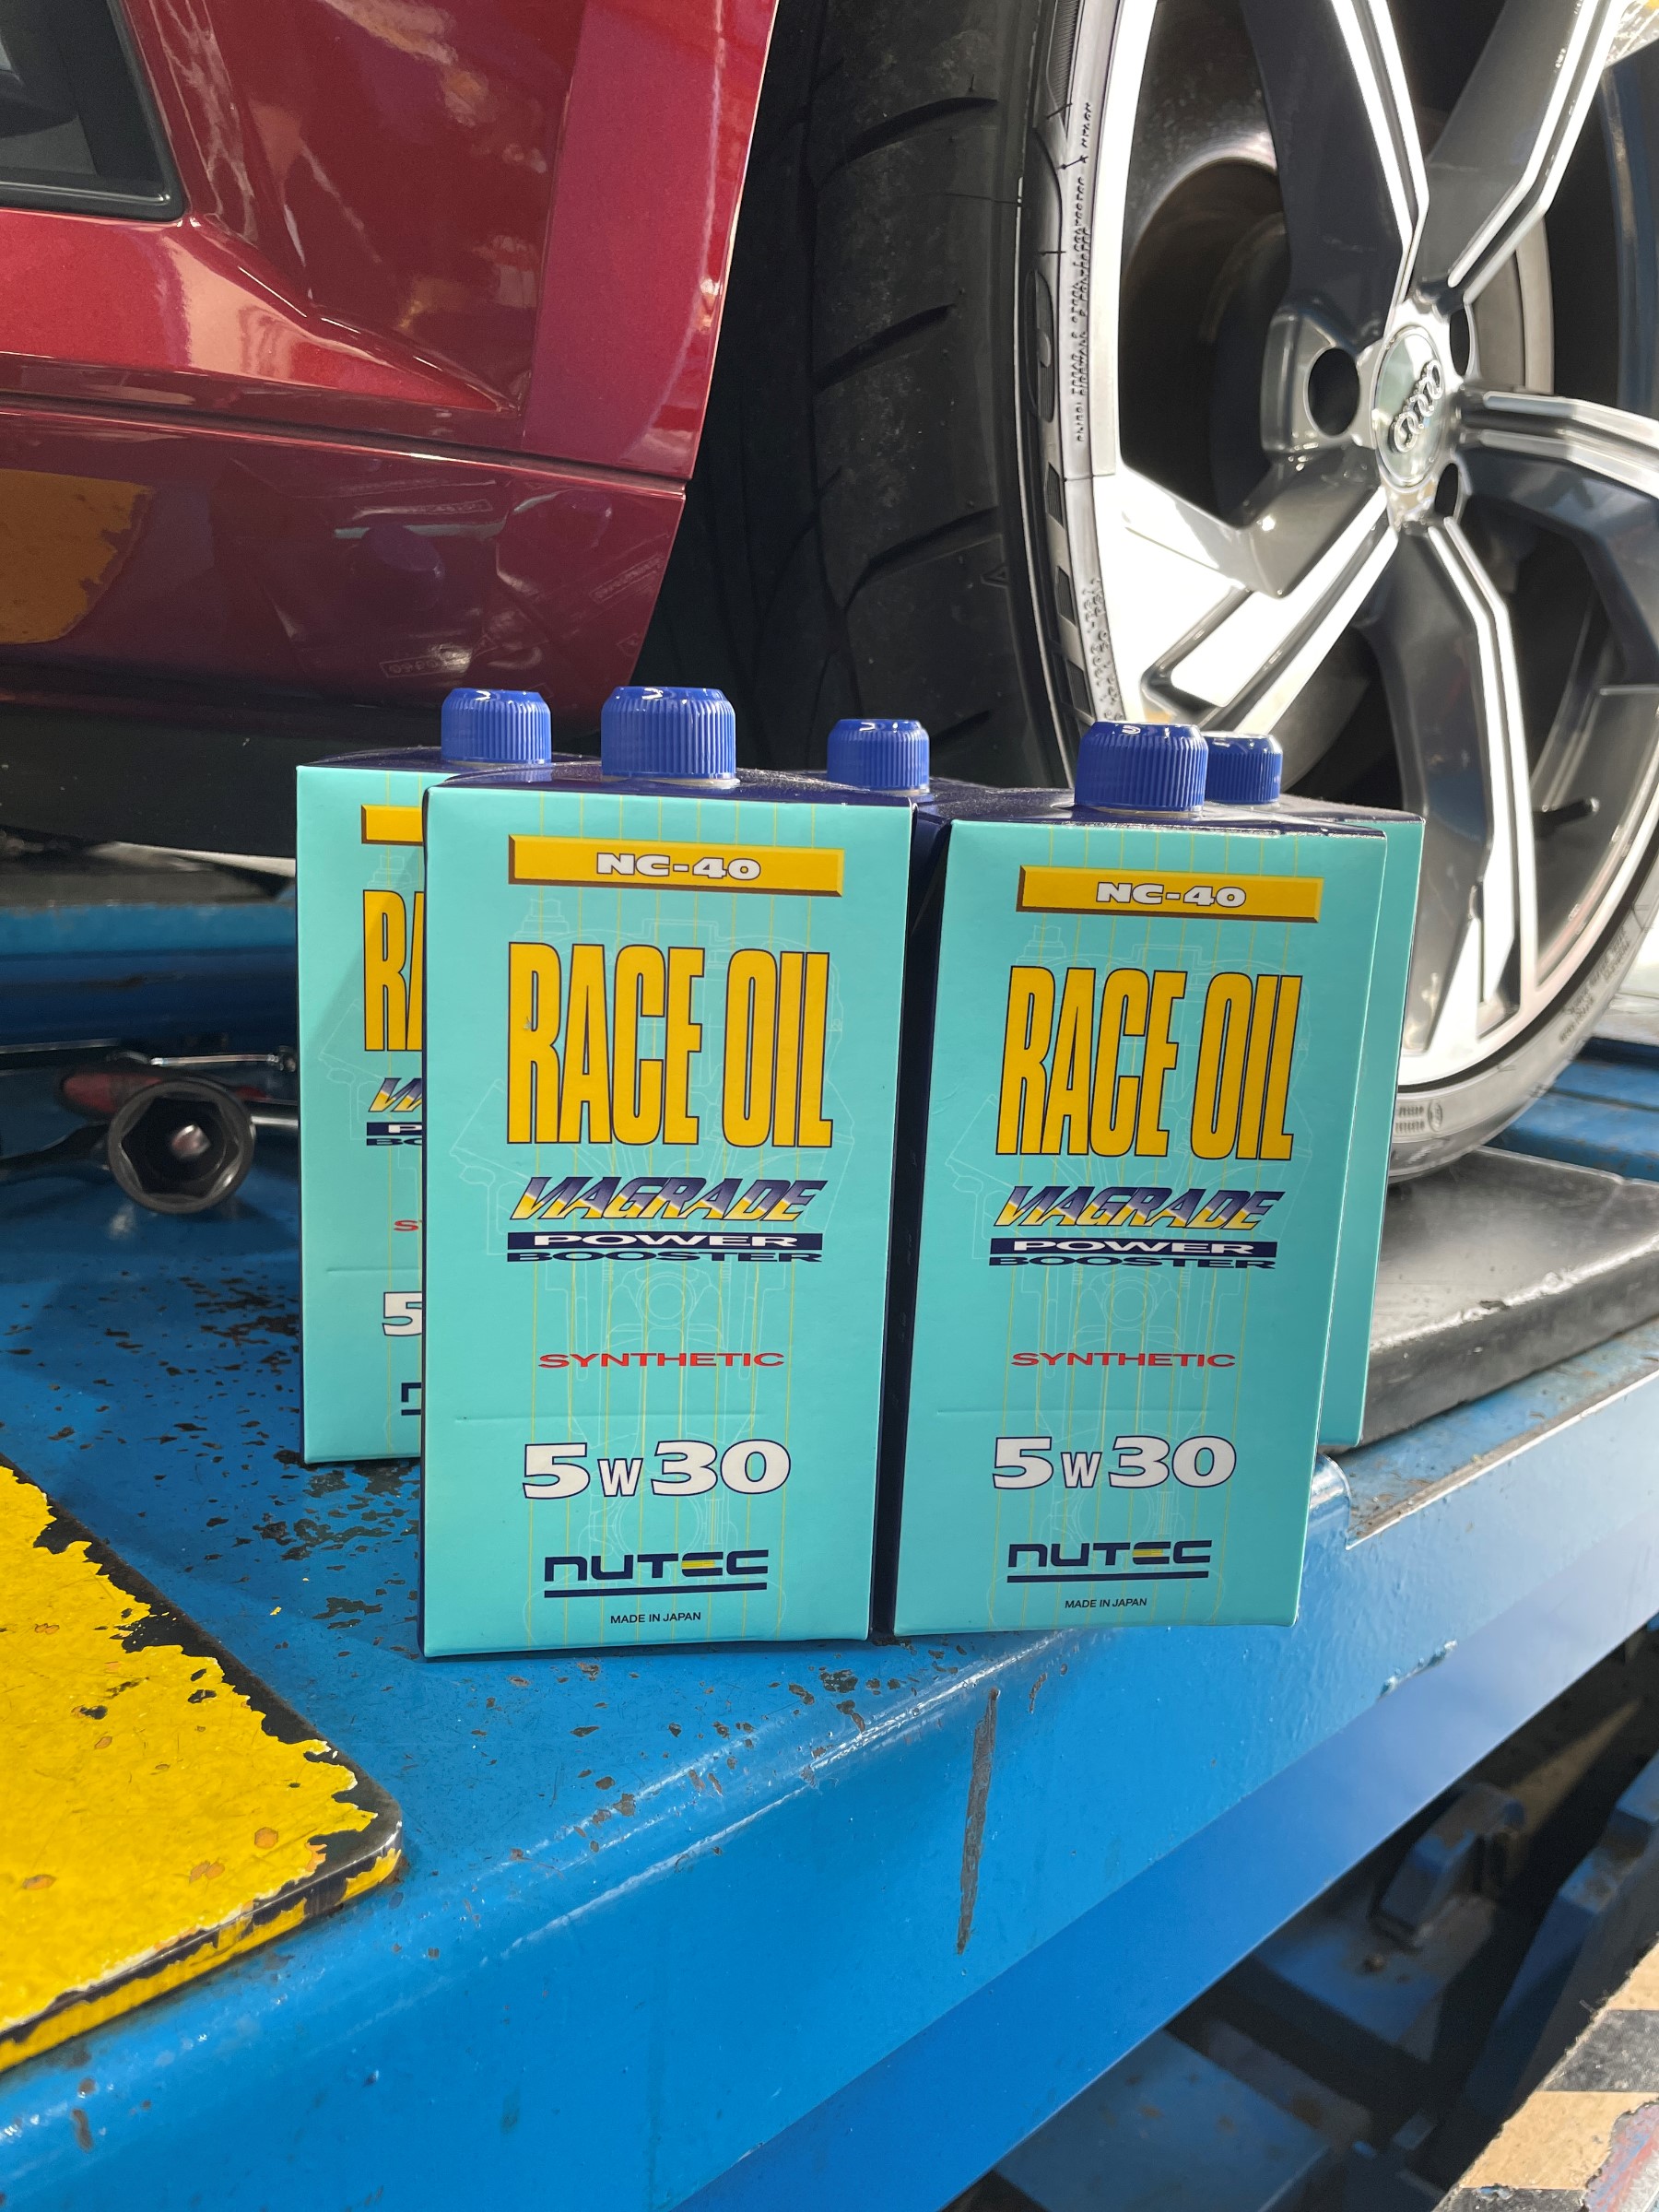 NC-40
RACE OIL
VIAGRADE
POWER
BOOSTER
SYNTHETIC
5W30
NUTEC
MADE IN JAPAN
NC-40
RACE OIL
VIAGRADE
POWER
BOOSTER
SYNTHETIC
5W30
NUTEC
MADE IN JAPAN